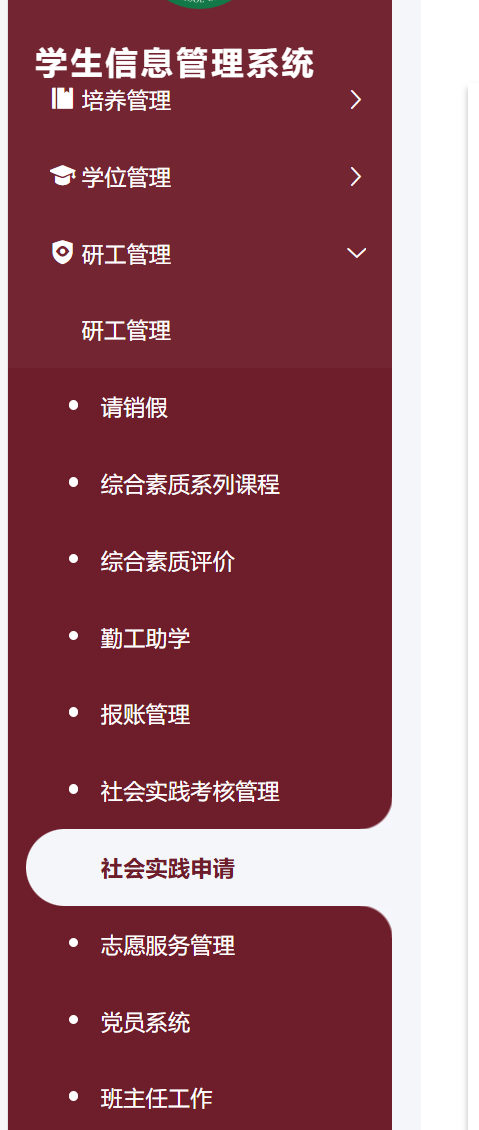 学生信息管理系统
培养管理
学位管理
研工管理
研工管理
请销假
综合素质系列课程
综合素质评价
勤工助学
报账管理
社会实践考核管理
社会实践申请
志愿服务管理
党员系统
班主任工作